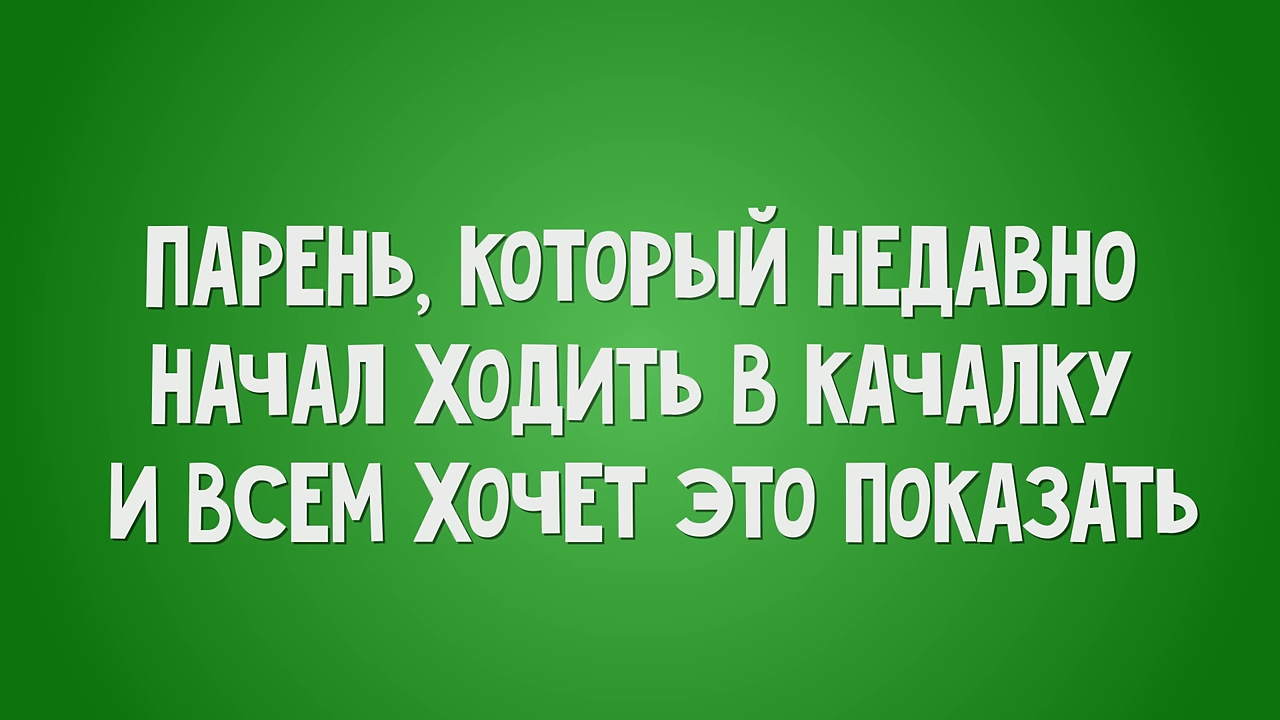 ПАРЕНЬ, КОТОРЫЙ НЕДАВНО
НАЧАЛ ХОДИТЬ В КАЧАЛКУ
И ВСЕМ ХОЧЕТ ЭТО ПОКАЗАТЬ